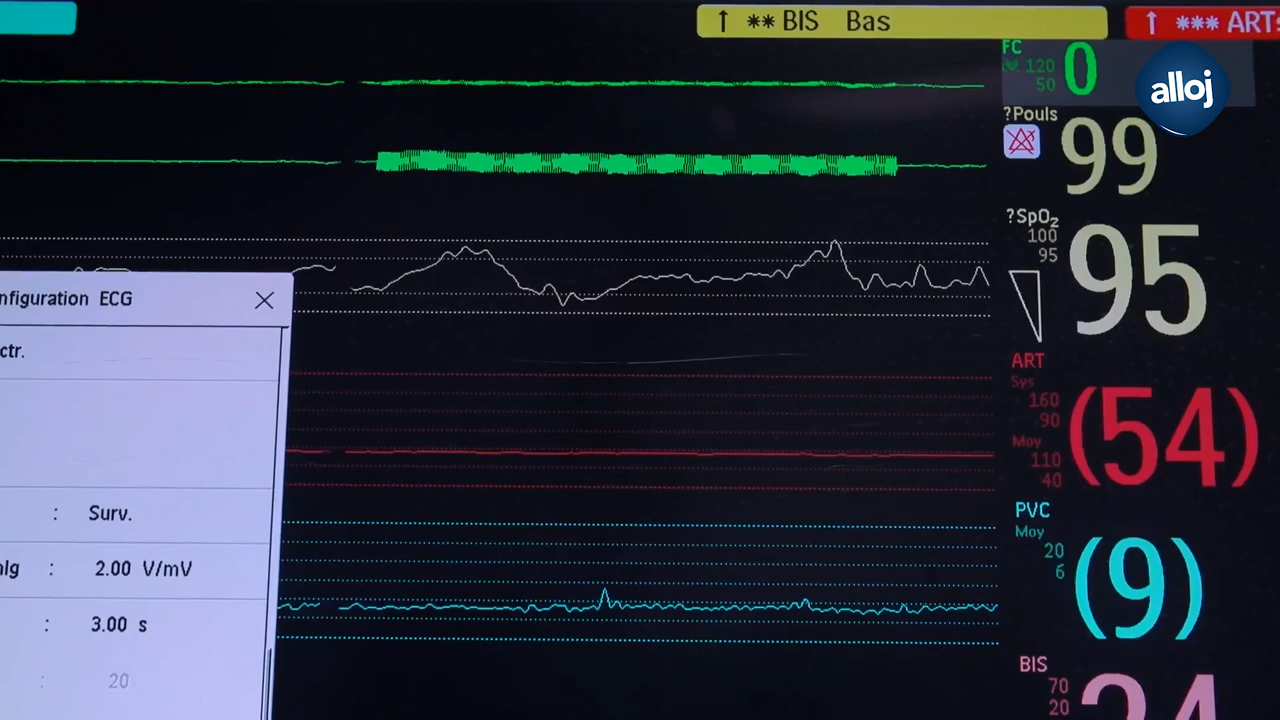 ↑ ** BIS Bas
↑ *** ARTs
FC
120
50
0
alloj
?Pouls
99
?SpO₂
100
95
95
nfiguration ECG
ctr.
ART
Sys
160
90
Moy
110
40
(54)
: Surv.
PVC
Moy
20
6
(9)
: 2.00 V/mV
: 3.00 s
: 20
BIS
70
20
24